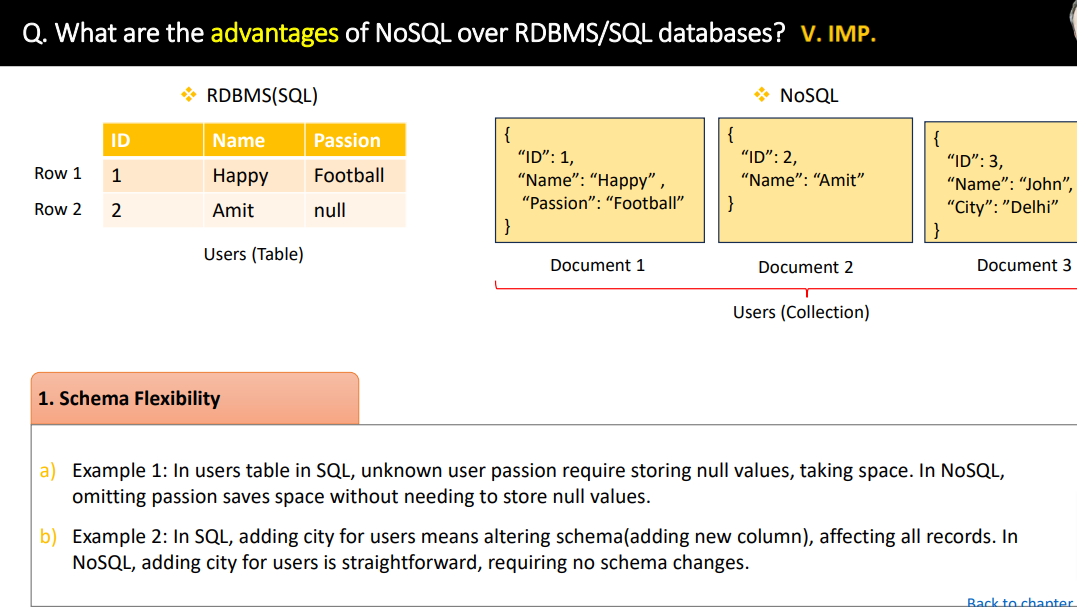 Q. What are the advantages of NoSQL over RDBMS/SQL databases? V. IMP.
❖ RDBMS(SQL)
ID Name Passion
Row 1 1 Happy Football
Row 2 2 Amit null
Users (Table)
❖ NoSQL
{
“ID”: 1,
“Name”: “Happy” ,
“Passion”: “Football”
}
Document 1
{
“ID”: 2,
“Name”: “Amit”
}
Document 2
{
“ID”: 3,
“Name”: “John”,
“City”: ”Delhi”
}
Document 3
Users (Collection)
1. Schema Flexibility
a) Example 1: In users table in SQL, unknown user passion require storing null values, taking space. In NoSQL,
omitting passion saves space without needing to store null values.
b) Example 2: In SQL, adding city for users means altering schema(adding new column), affecting all records. In
NoSQL, adding city for users is straightforward, requiring no schema changes.
Back to chapter